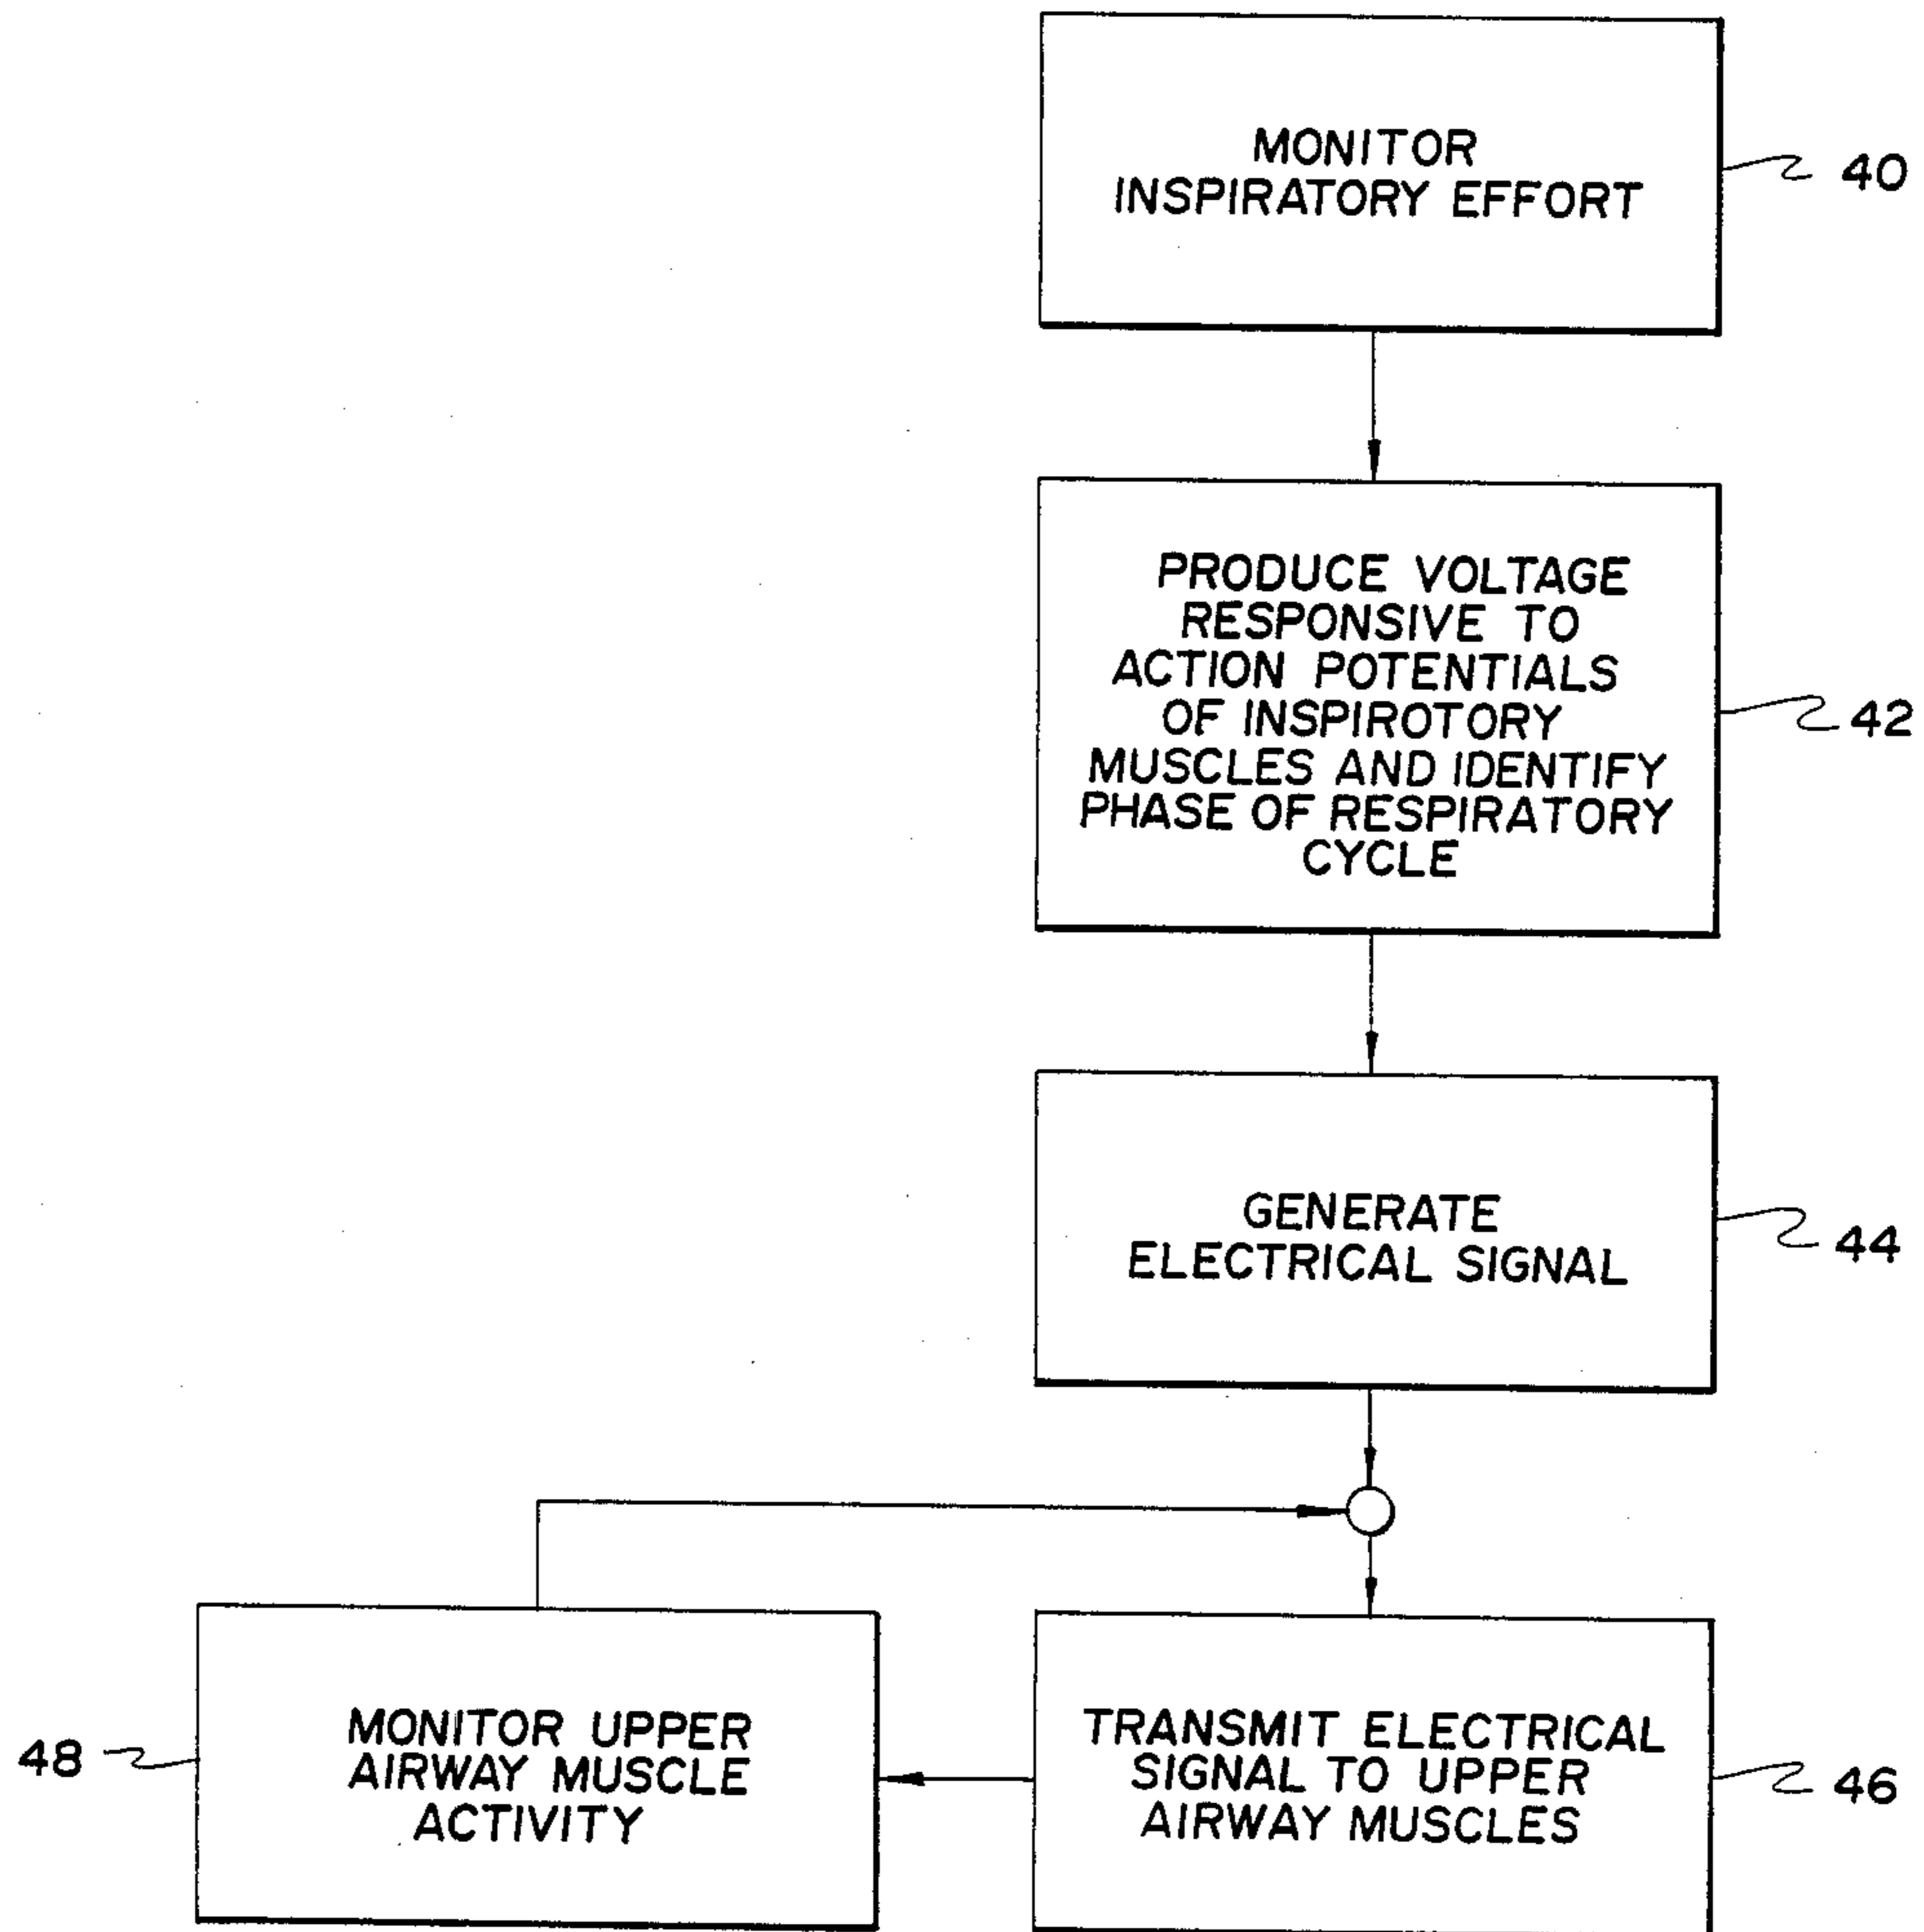 MONITOR
INSPIRATORY EFFORT
40
PRODUCE VOLTAGE
RESPONSIVE TO
ACTION POTENTIALS
OF INSPIROTORY
MUSCLES AND IDENTIFY
PHASE OF RESPIRATORY
CYCLE
42
GENERATE
ELECTRICAL SIGNAL
44
48
MONITOR UPPER
AIRWAY MUSCLE
ACTIVITY
TRANSMIT ELECTRICAL
SIGNAL TO UPPER
AIRWAY MUSCLES
46